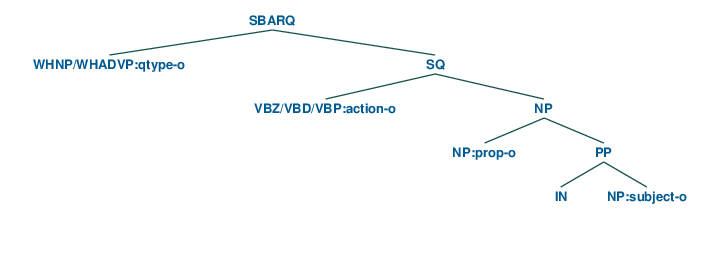 SBARQ
WHNP/WHADVP:qtype-o SQ
VBZ/VBD/VBP:action-o NP
NP:prop-o PP
IN NP:subject-o